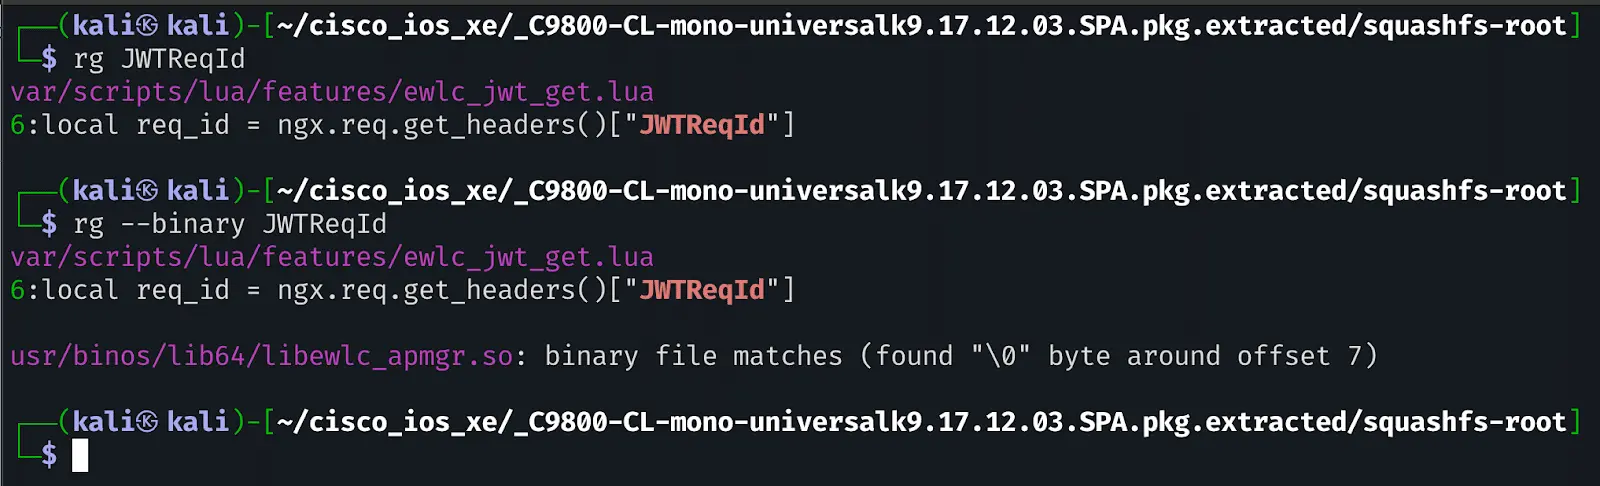 ┌──(kali㉿kali)-[~/cisco_ios_xe/_C9800-CL-mono-universalk9.17.12.03.SPA.pkg.extracted/squashfs-root]
└─$ rg JWTReqId
var/scripts/lua/features/ewlc_jwt_get.lua
6:local req_id = ngx.req.get_headers()["JWTReqId"]
┌──(kali㉿kali)-[~/cisco_ios_xe/_C9800-CL-mono-universalk9.17.12.03.SPA.pkg.extracted/squashfs-root]
└─$ rg --binary JWTReqId
var/scripts/lua/features/ewlc_jwt_get.lua
6:local req_id = ngx.req.get_headers()["JWTReqId"]
usr/binos/lib64/libewlc_apmgr.so: binary file matches (found "\0" byte around offset 7)
┌──(kali㉿kali)-[~/cisco_ios_xe/_C9800-CL-mono-universalk9.17.12.03.SPA.pkg.extracted/squashfs-root]
└─$